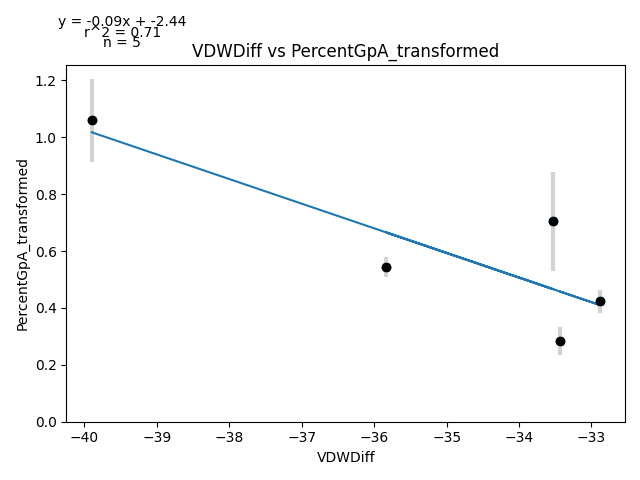 y = -0.09x + -2.44
r^2 = 0.71
n = 5
VDWDiff vs PercentGpA_transformed
PercentGpA_transformed
1.2
1.0
0.8
0.6
0.4
0.2
0.0
−40 −39 −38 −37 −36 −35 −34 −33
VDWDiff